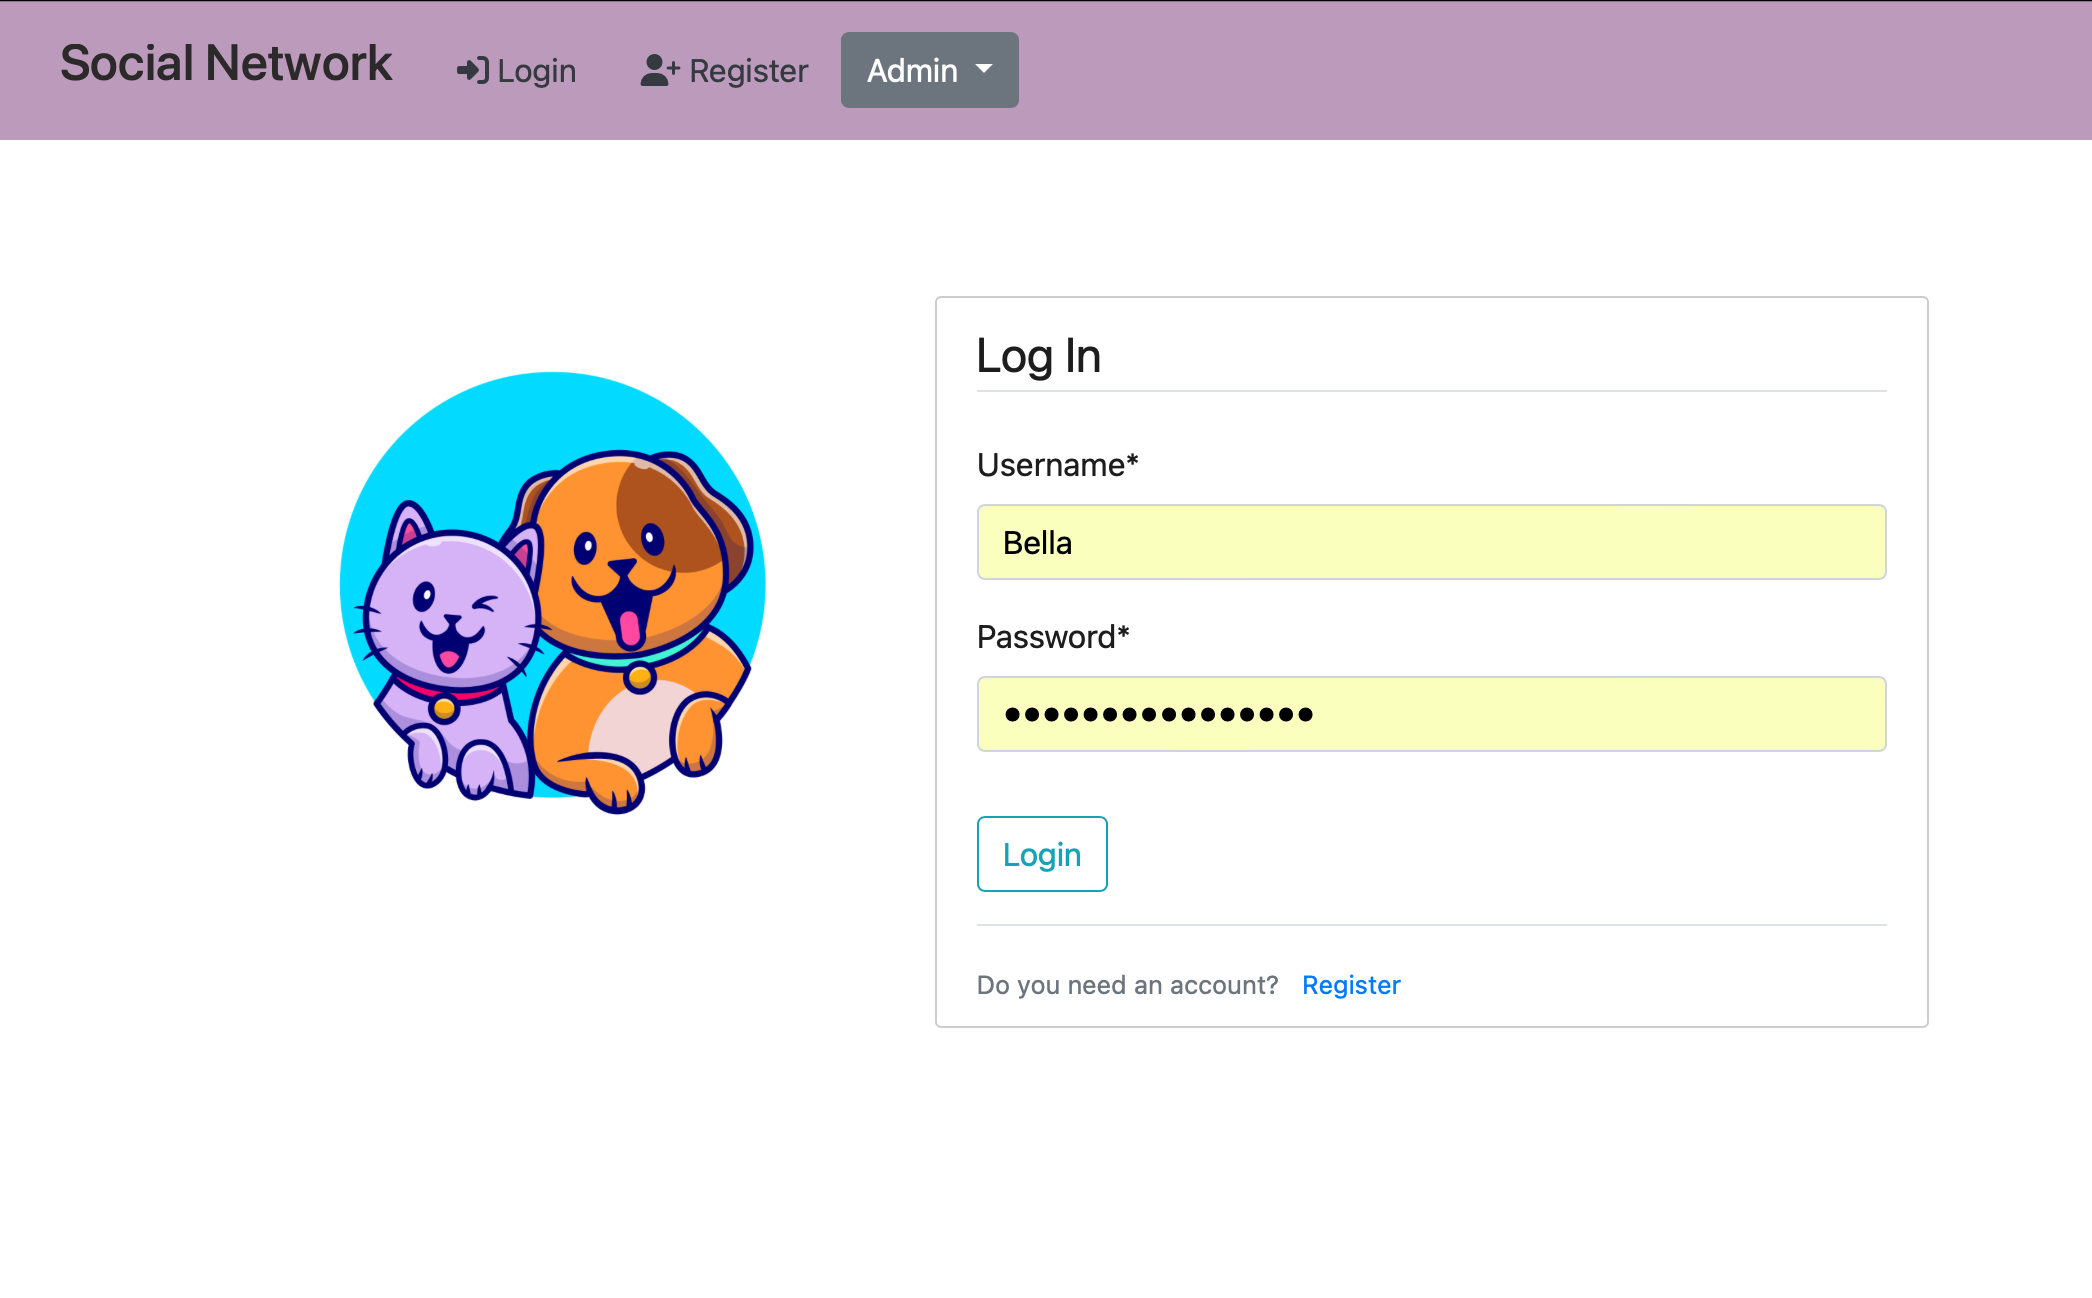 Social Network Login Register Admin
Log In
Username*
Bella
Password*
••••••••••••••••
Login
Do you need an account? Register